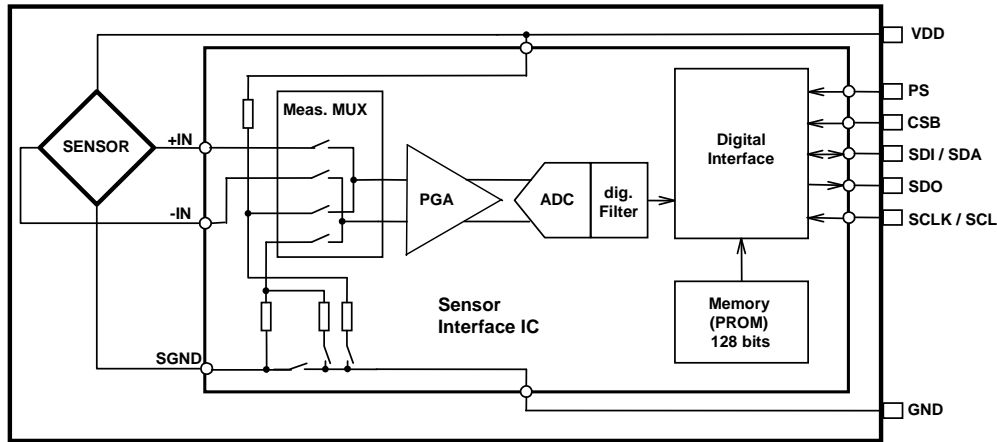 VDD
PS
CSB
SDI / SDA
SDO
SCLK / SCL
GND
SENSOR
+IN
-IN
SGND
Meas. MUX
PGA
ADC
dig.
Filter
Digital
Interface
Memory
(PROM)
128 bits
Sensor
Interface IC